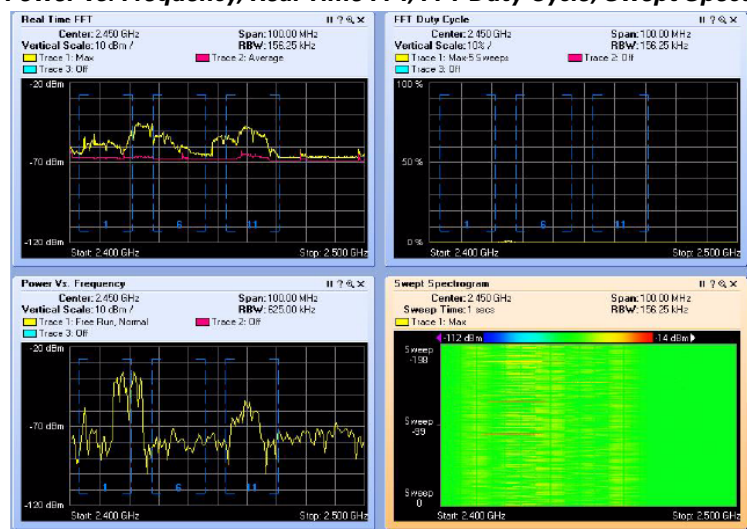 Power vs. Frequency, Real Time FFT, FFT Duty Cycle, Swept Spec
Real Time FFT
Center: 2.450 GHz
Span: 100.00 MHz
Vertical Scale: 10 dBm /
RBW: 156.25 kHz
Trace 1: Max
Trace 2: Average
Trace 3: Off
-20 dBm
-70 dBm
-120 dBm
1
6
11
Start: 2.400 GHz
Stop: 2.500 GHz
FFT Duty Cycle
Center: 2.450 GHz
Span: 100.00 MHz
Vertical Scale: 10% /
RBW: 156.25 kHz
Trace 1: Max-5 Sweeps
Trace 2: Off
Trace 3: Off
100 %
50 %
0 %
1
6
11
Start: 2.400 GHz
Stop: 2.500 GHz
Power Vs. Frequency
Center: 2.450 GHz
Span: 100.00 MHz
Vertical Scale: 10 dBm /
RBW: 625.00 kHz
Trace 1: Free Run, Normal
Trace 2: Off
Trace 3: Off
-20 dBm
-70 dBm
-120 dBm
1
6
11
Start: 2.400 GHz
Stop: 2.500 GHz
Swept Spectrogram
Center: 2.450 GHz
Span: 100.00 MHz
Sweep Time: 1 secs
RBW: 156.25 kHz
Trace 1: Max
-112 dBm
-14 dBm
Sweep
-198
Sweep
-99
Sweep
0
Start: 2.400 GHz
Stop: 2.500 GHz